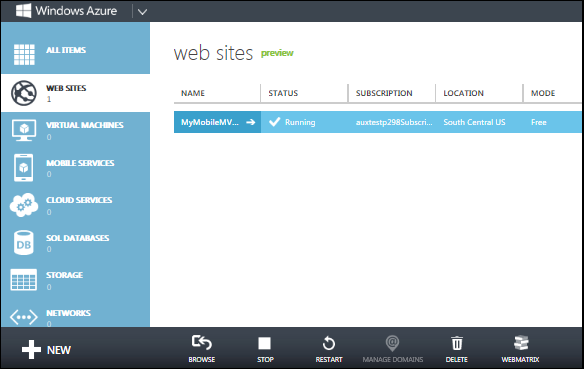 Windows Azure
ALL ITEMS
WEB SITES
1
VIRTUAL MACHINES
0
MOBILE SERVICES
0
CLOUD SERVICES
0
SQL DATABASES
0
DB
STORAGE
0
NETWORKS
0
web sites preview
NAME STATUS SUBSCRIPTION LOCATION MODE
MyMobileMV... Running auxtestp298Subscri... South Central US Free
NEW
BROWSE STOP RESTART MANAGE DOMAINS DELETE WEBMATRIX